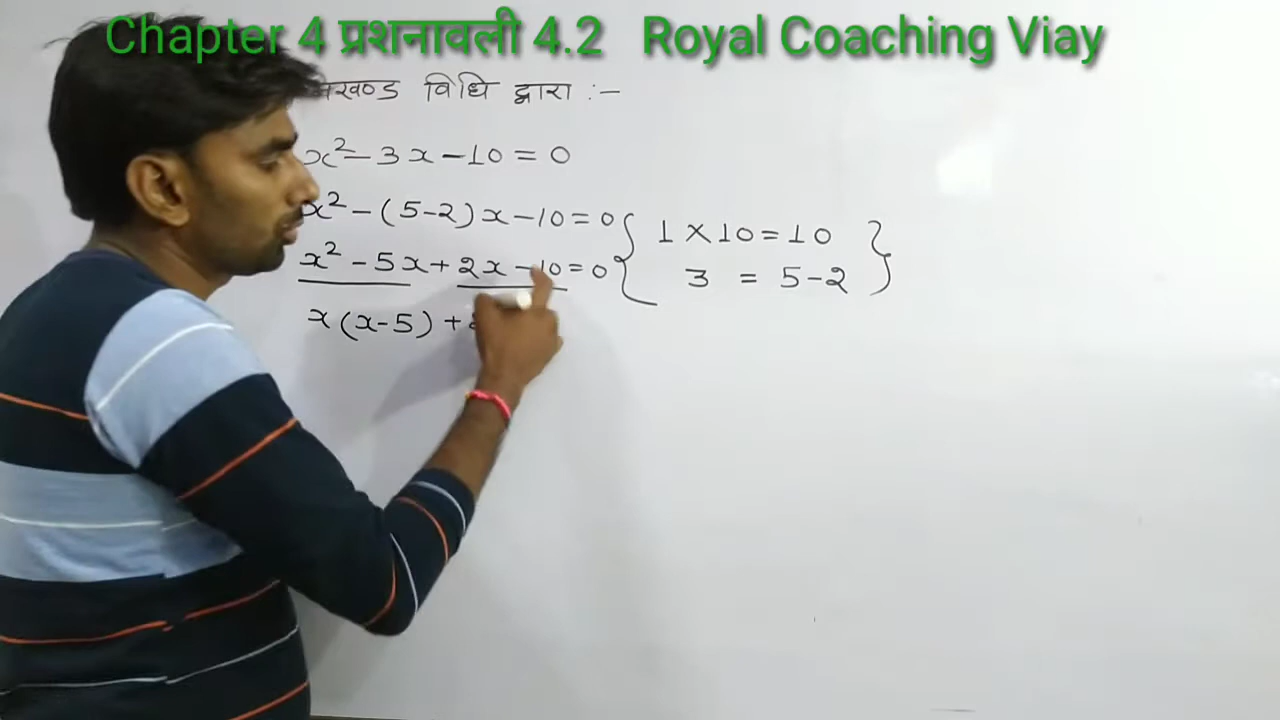 Chapter 4 प्रशनावली 4.2 Royal Coaching Viay
विधि द्वारा :-
x² - 3x - 10 = 0
x² - (5-2)x - 10 = 0
x² - 5x + 2x - 10 = 0
x(x-5) +
1 × 10 = 10
3 = 5-2